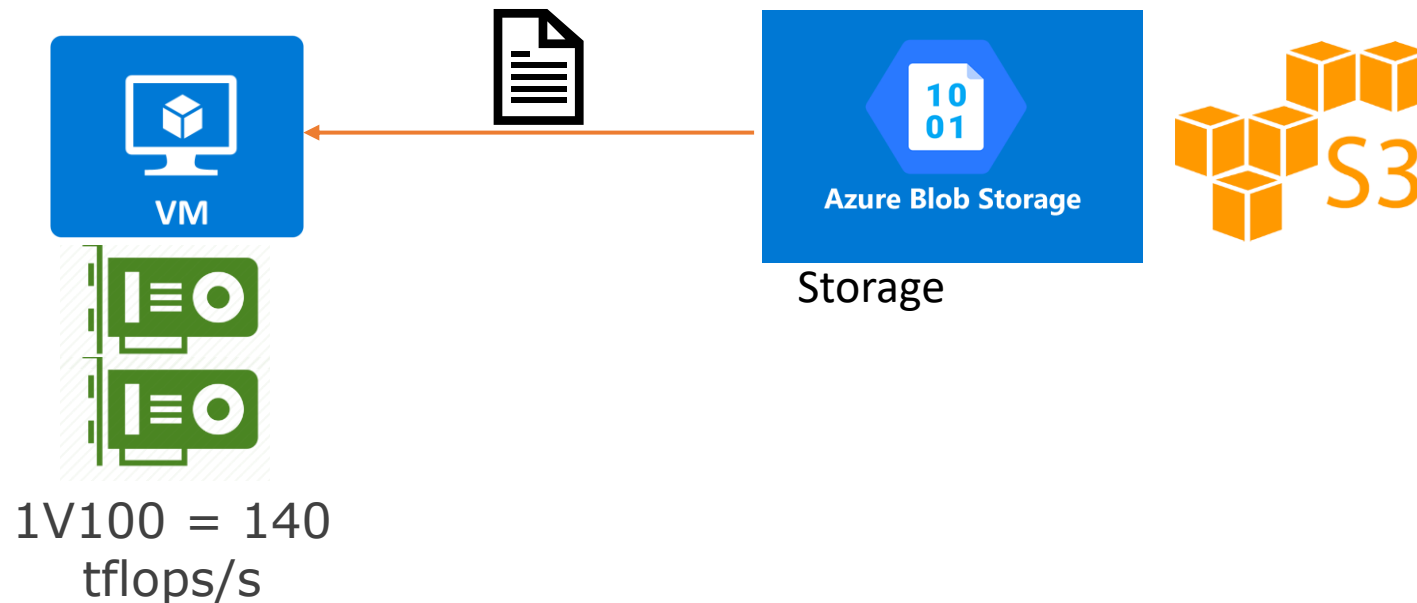 VM
10
01
Azure Blob Storage
S3
Storage
1V100 = 140
tflops/s